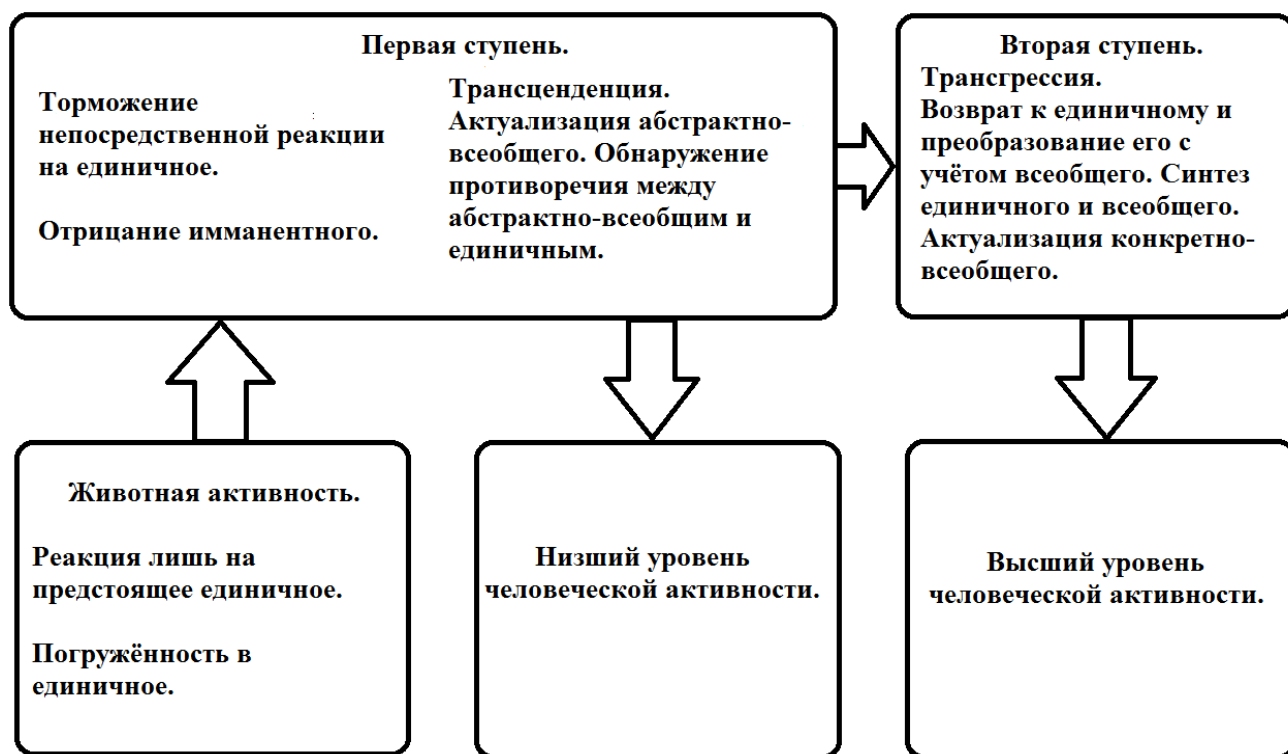 Первая ступень.
Торможение
непосредственной реакции
на единичное.
Отрицание имманентного.
Трансценденция.
Актуализация абстрактно-
всеобщего. Обнаружение
противоречия между
абстрактно-всеобщим и
единичным.
Вторая ступень.
Трансгрессия.
Возврат к единичному и
преобразование его с
учётом всеобщего. Синтез
единичного и всеобщего.
Актуализация конкретно-
всеобщего.
Животная активность.
Реакция лишь на
предстоящее единичное.
Погружённость в
единичное.
Низший уровень
человеческой активности.
Высший уровень
человеческой активности.